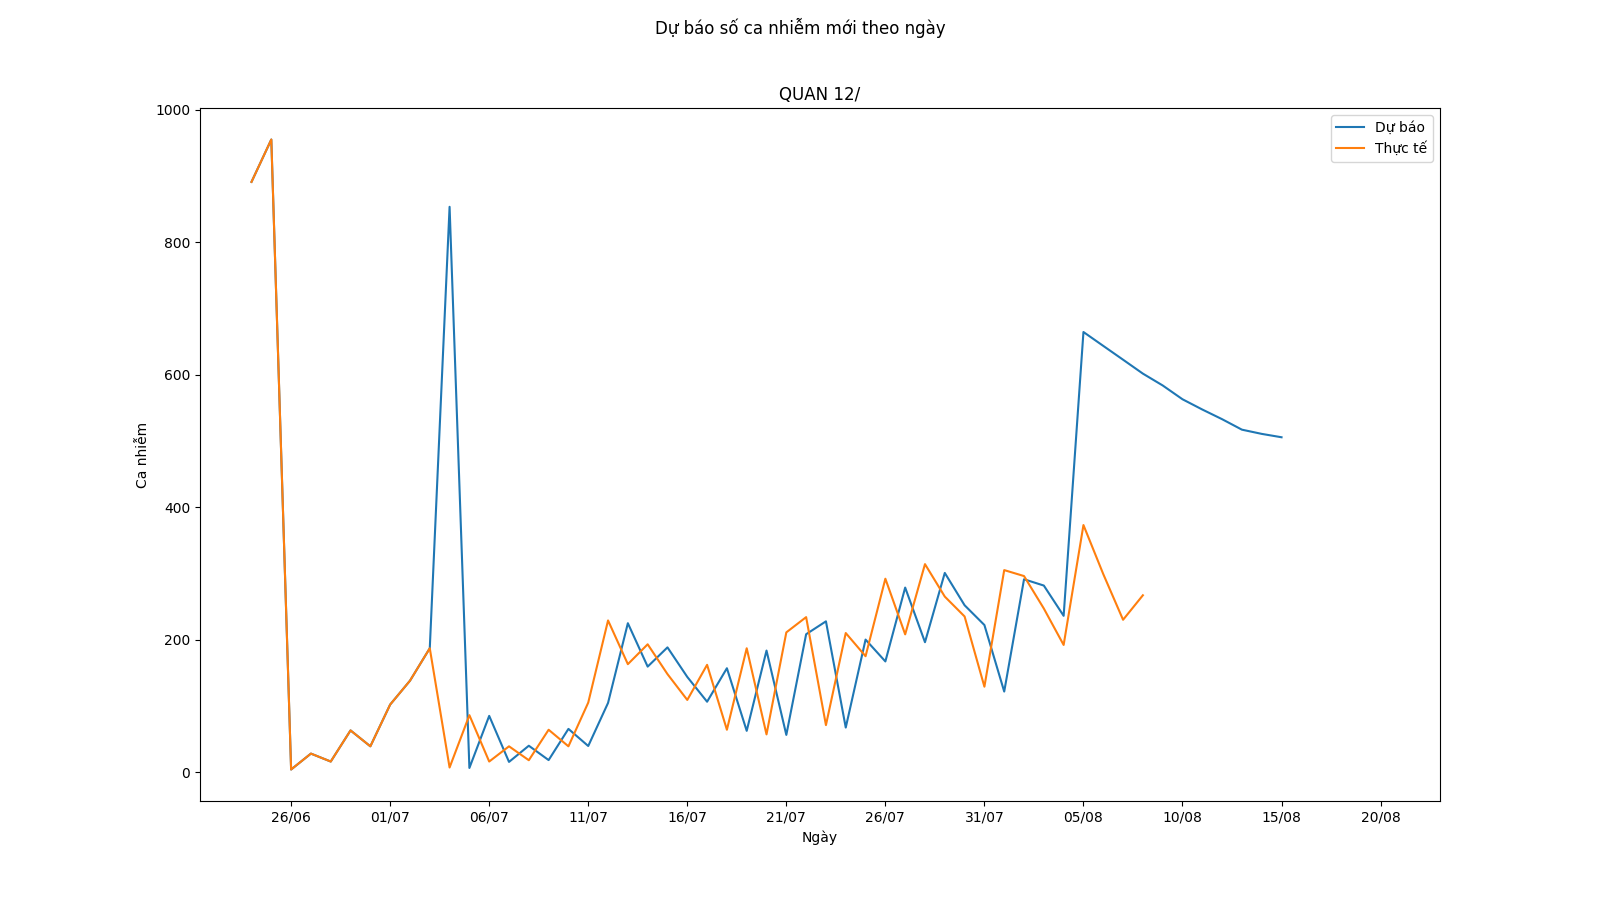 Dự báo số ca nhiễm mới theo ngày
QUAN 12/
1000
800
600
400
200
0
Ca nhiễm
Dự báo
Thực tế
26/06 01/07 06/07 11/07 16/07 21/07 26/07 31/07 05/08 10/08 15/08 20/08
Ngày